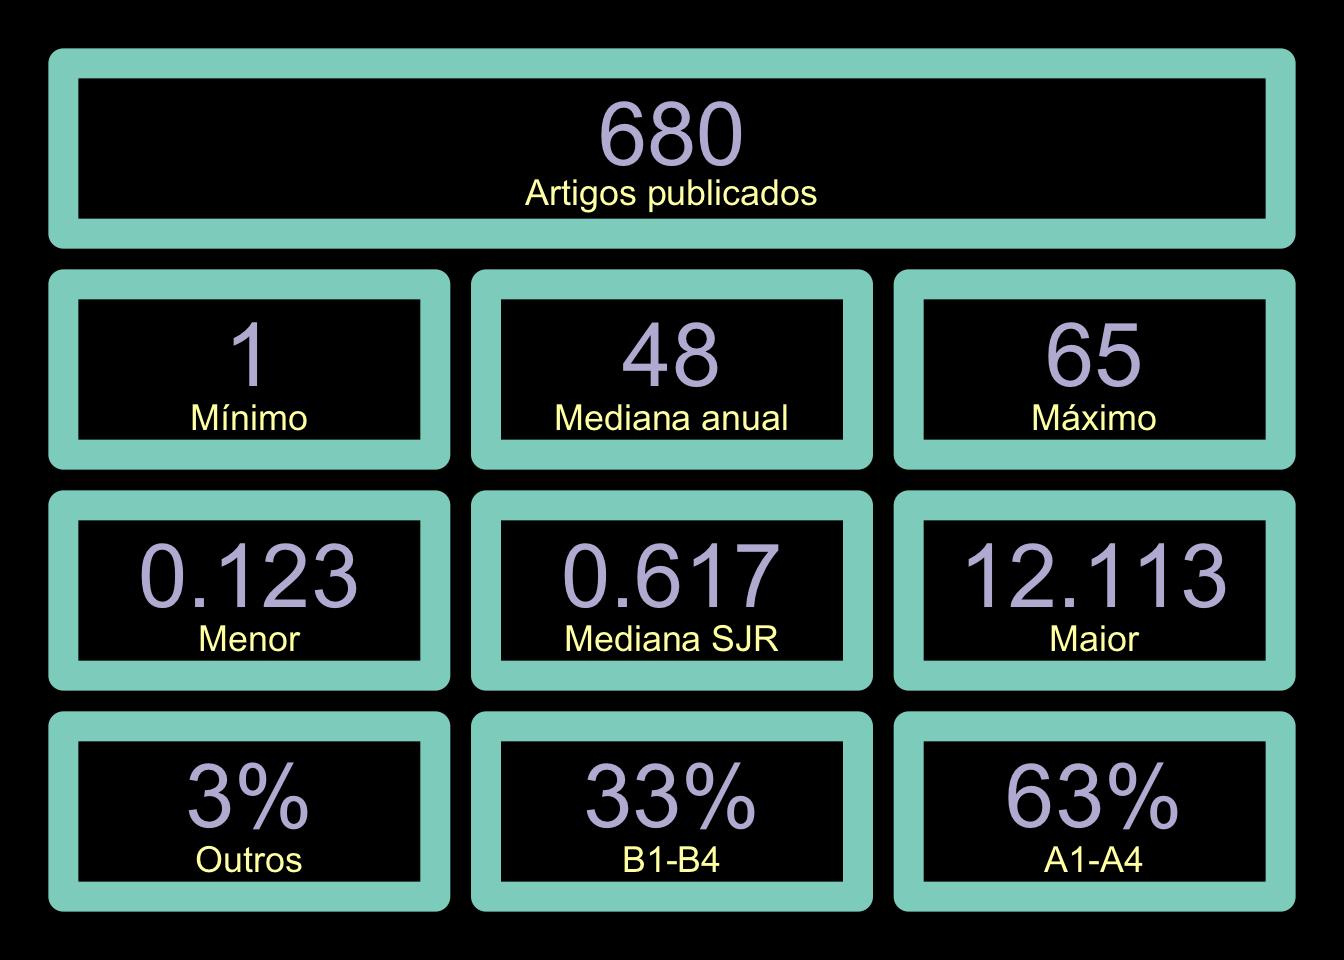 680
Artigos publicados
1
Mínimo
48
Mediana anual
65
Máximo
0.123
Menor
0.617
Mediana SJR
12.113
Maior
3%
Outros
33%
B1-B4
63%
A1-A4